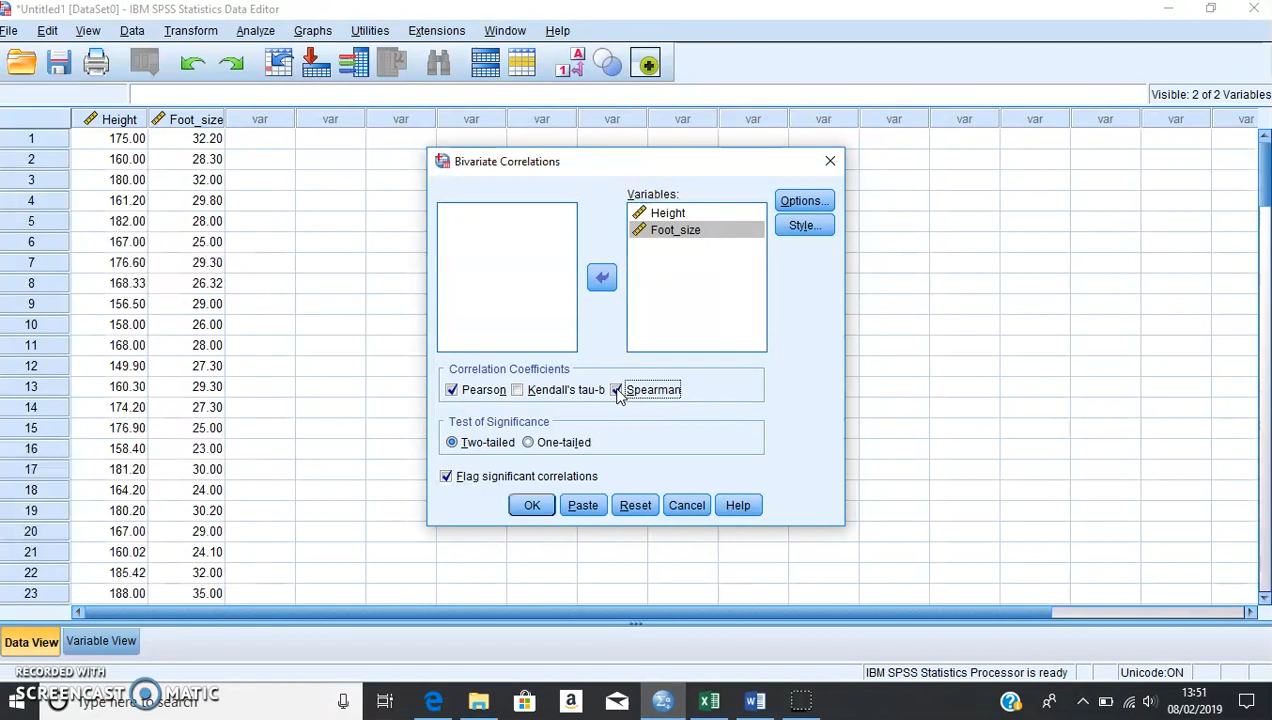 *Untitled1 [DataSet0] - IBM SPSS Statistics Data Editor
File Edit View Data Transform Analyze Graphs Utilities Extensions Window Help
Visible: 2 of 2 Variables
Height Foot_size var var var var var var var var var var var var var var var
1 175.00 32.20
2 160.00 28.30
3 180.00 32.00
4 161.20 29.80
5 182.00 28.00
6 167.00 25.00
7 176.60 29.30
8 168.33 26.32
9 156.50 29.00
10 158.00 26.00
11 168.00 28.00
12 149.90 27.30
13 160.30 29.30
14 174.20 27.30
15 176.90 28.00
16 158.40 23.00
17 181.20 30.00
18 164.20 24.00
19 180.20 30.20
20 167.00 29.00
21 160.02 24.10
22 185.42 32.00
23 188.00 35.00
Bivariate Correlations
Variables:
Height
Foot_size
Options...
Style...
Correlation Coefficients
Pearson Kendall's tau-b Spearman
Test of Significance
Two-tailed One-tailed
Flag significant correlations
OK Paste Reset Cancel Help
Data View Variable View
IBM SPSS Statistics Processor is ready Unicode:ON
RECORDED WITH
SCREENCAST MATIC
Type here to search
13:51
08/02/2019